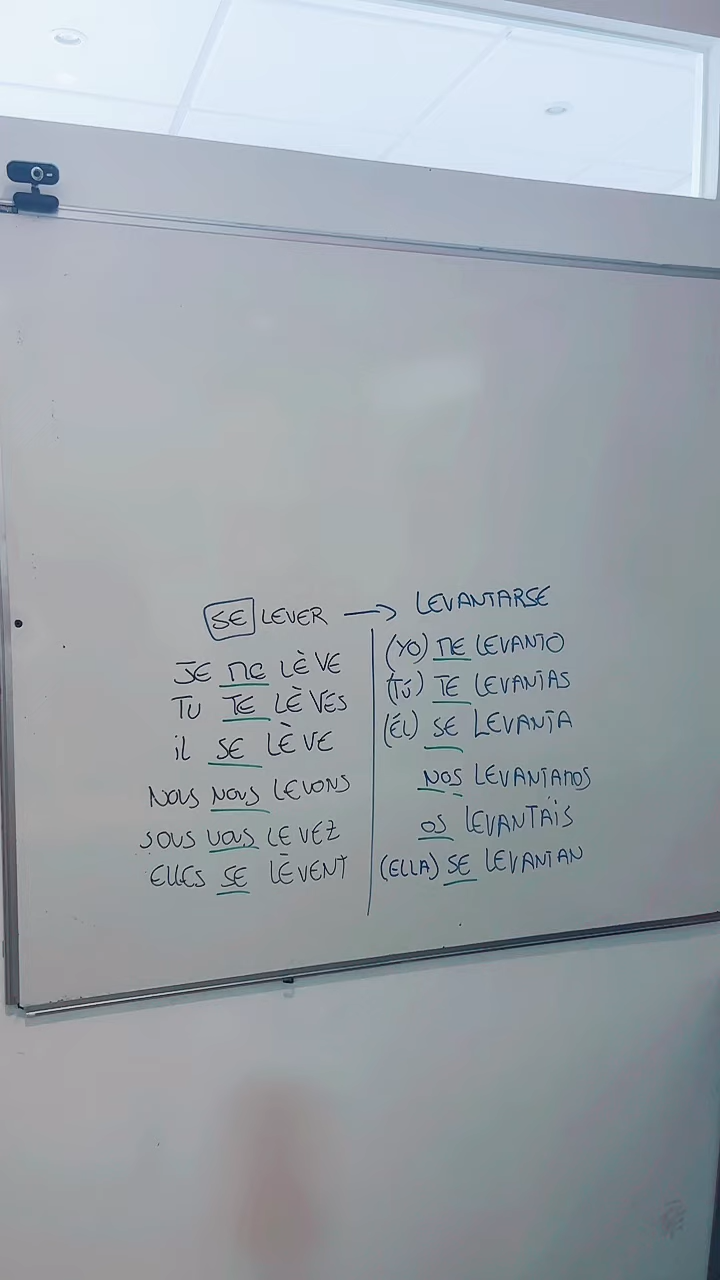 SE LEVER → LEVANTARSE
JE ME LÈVE
TU TE LÈVES
iL SE LÈVE
NOUS NOUS LEVONS
VOUS VOUS LEVEZ
ELLES SE LÈVENT
(YO) ME LEVANTO
(TÚ) TE LEVANTAS
(ÉL) SE LEVANTA
NOS LEVANTAMOS
OS LEVANTÁIS
(ELLA) SE LEVANTAN